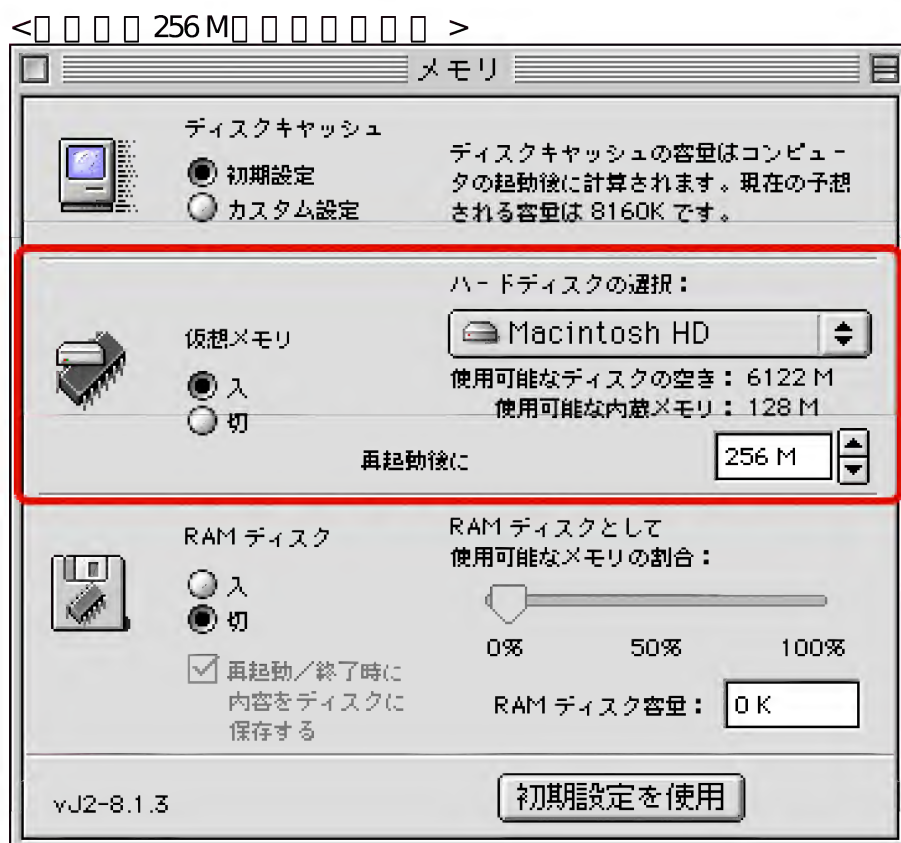 <□□□□256 M□□□□□□□>
メモリ
ディスクキャッシュ
初期設定
カスタム設定
ディスクキャッシュの容量はコンピュー
タの起動後に計算されます。現在の予想
される容量は 8160K です。
仮想メモリ
入
切
ハードディスクの選択：
Macintosh HD
使用可能なディスクの空き： 6122 M
使用可能な内蔵メモリ： 128 M
再起動後に
256 M
RAM ディスク
入
切
再起動／終了時に
内容をディスクに
保存する
RAM ディスクとして
使用可能なメモリの割合：
0% 50% 100%
RAM ディスク容量： 0 K
vJ2-8.1.3
初期設定を使用